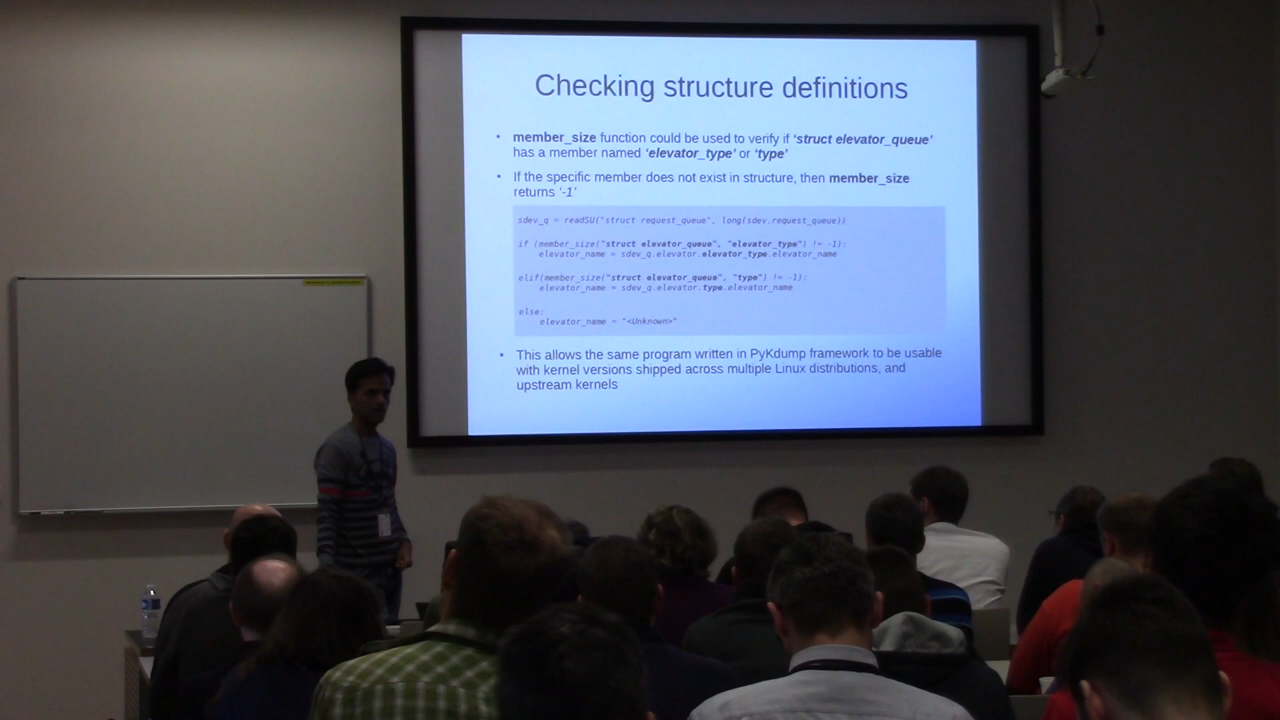 Checking structure definitions
• member_size function could be used to verify if ‘struct elevator_queue’
has a member named ‘elevator_type’ or ‘type’
• If the specific member does not exist in structure, then member_size
returns ‘-1’
sdev_q = readSU("struct request_queue", long(sdev.request_queue))
if (member_size("struct elevator_queue", "elevator_type") != -1):
elevator_name = sdev_q.elevator.elevator_type.elevator_name
elif(member_size("struct elevator_queue", "type") != -1):
elevator_name = sdev_q.elevator.type.elevator_name
else:
elevator_name = "<Unknown>"
• This allows the same program written in PyKdump framework to be usable
with kernel versions shipped across multiple Linux distributions, and
upstream kernels